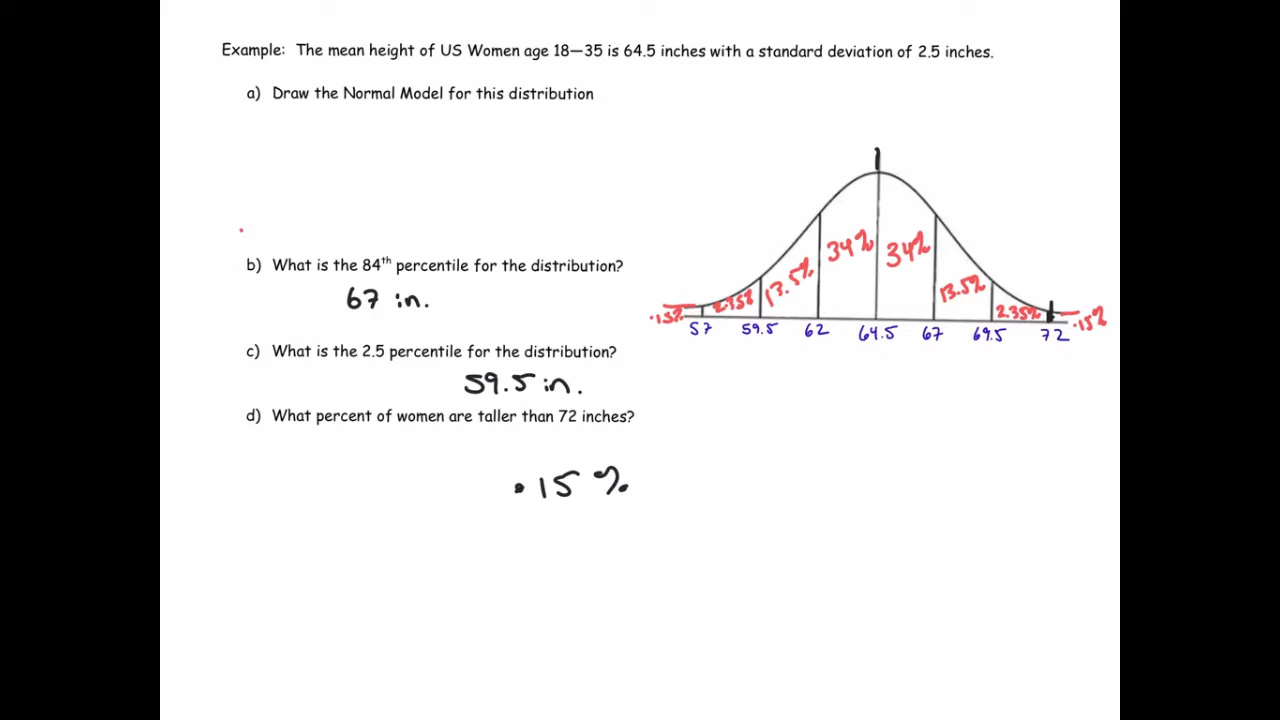 Example: The mean height of US Women age 18—35 is 64.5 inches with a standard deviation of 2.5 inches.
a) Draw the Normal Model for this distribution
34% 34%
b) What is the 84th percentile for the distribution?
13.5% 13.5%
67 in.
.15% 2.35% 2.35% .15%
57 59.5 62 64.5 67 69.5 72
c) What is the 2.5 percentile for the distribution?
59.5 in.
d) What percent of women are taller than 72 inches?
.15%